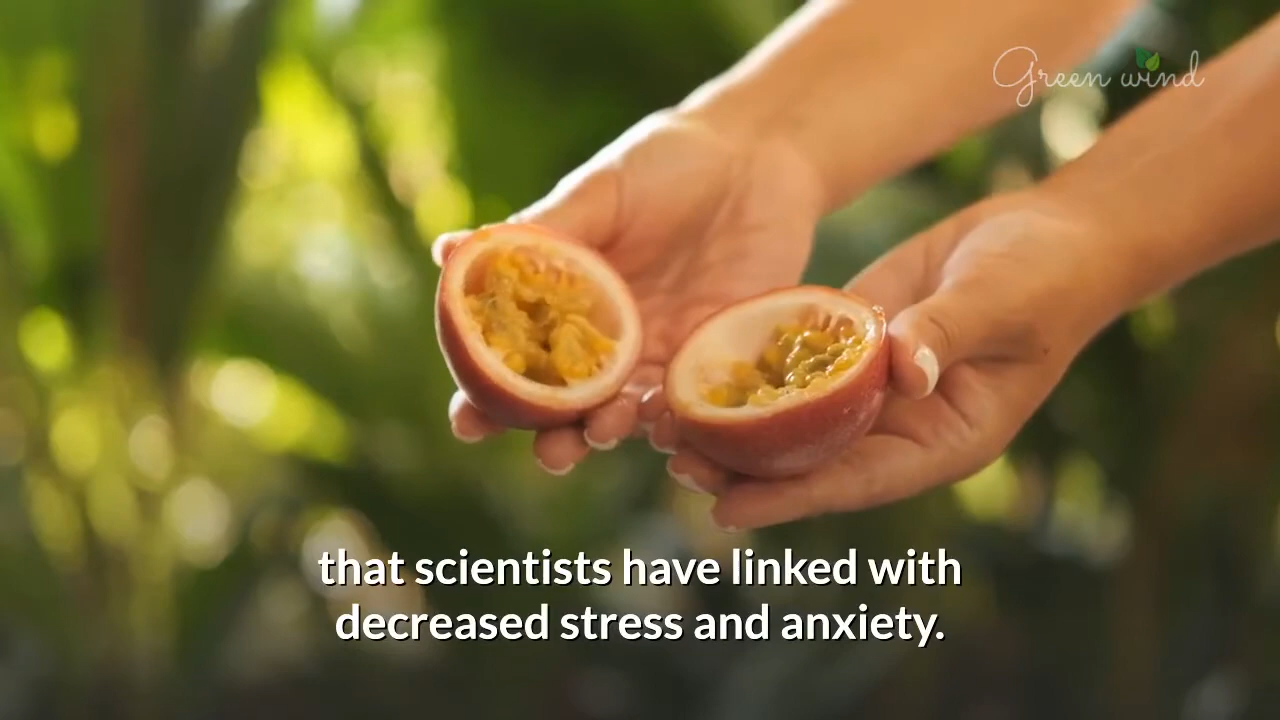 Green wind
that scientists have linked with
decreased stress and anxiety.